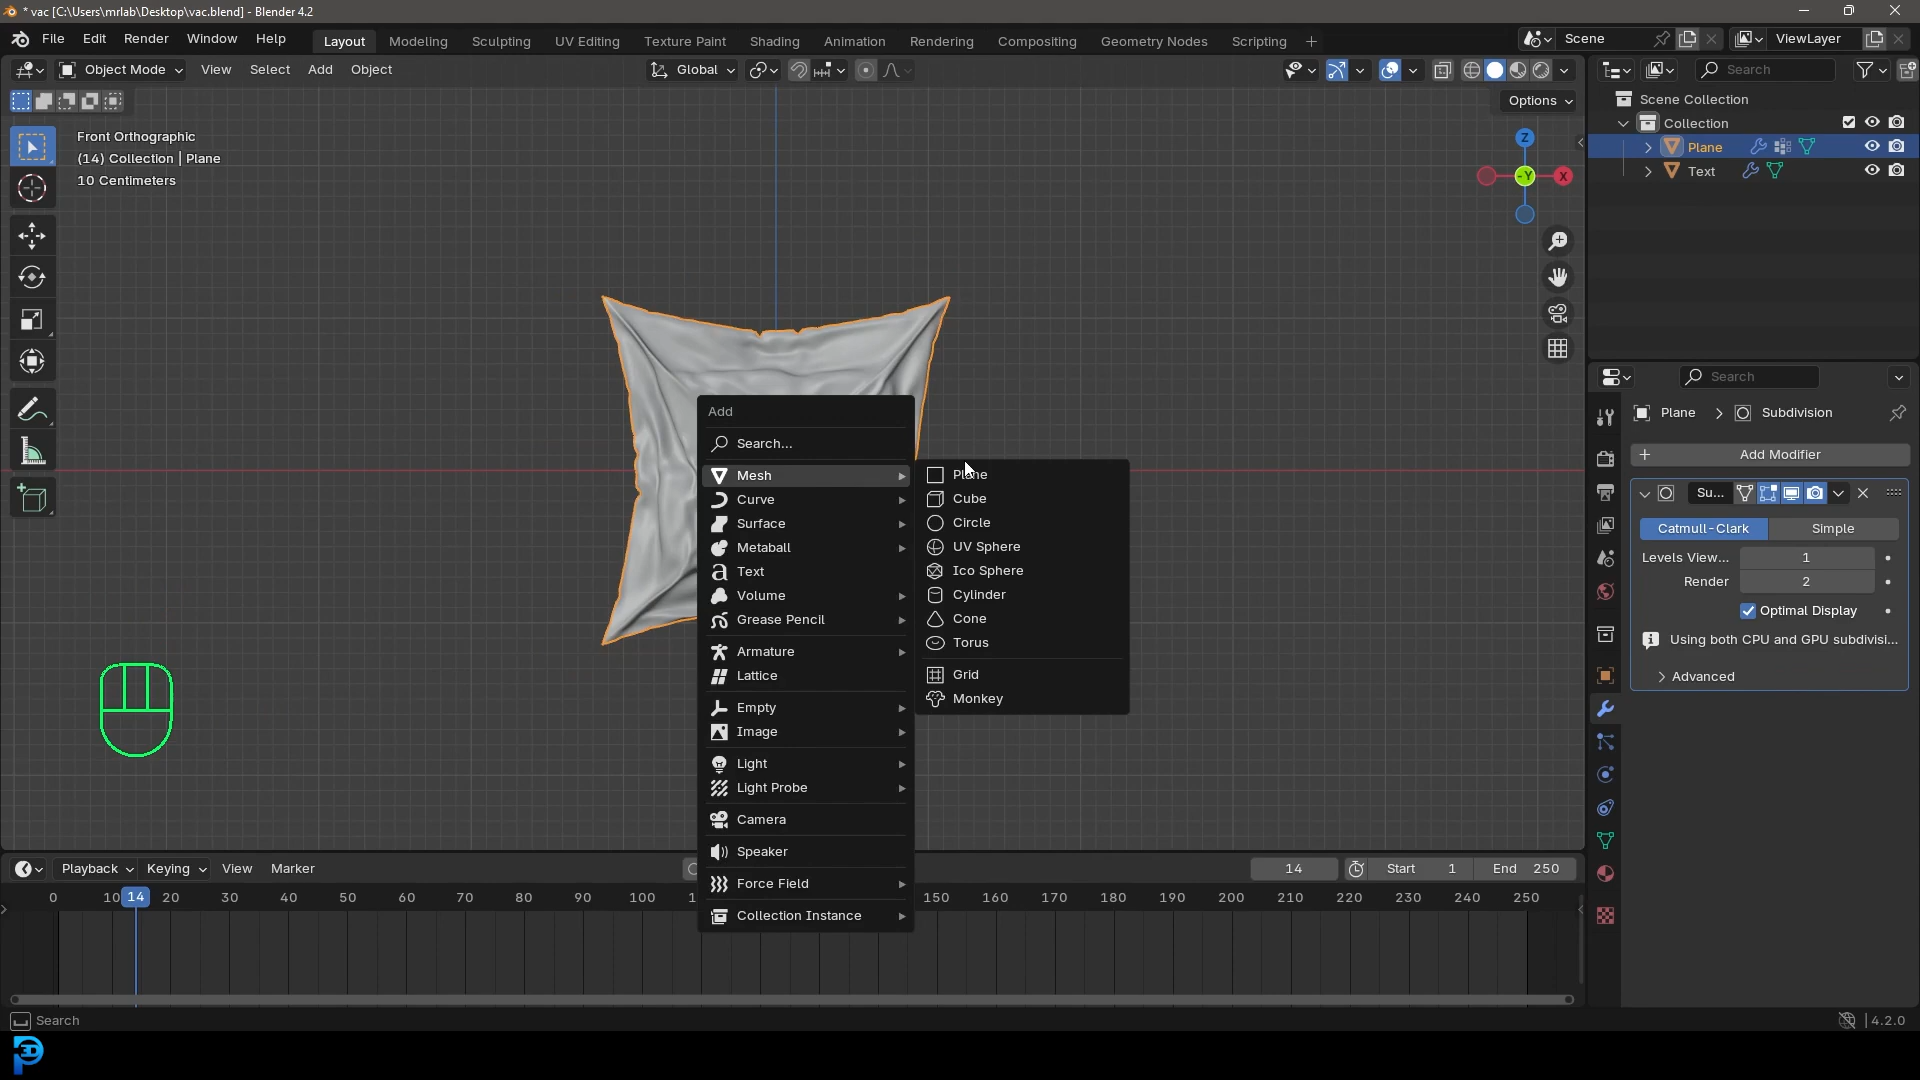 * vac [C:\Users\mrlab\Desktop\vac.blend] - Blender 4.2
File Edit Render Window Help
Layout Modeling Sculpting UV Editing Texture Paint Shading Animation Rendering Compositing Geometry Nodes Scripting +
Scene
ViewLayer
Object Mode View Select Add Object
Global
Search
Options
Front Orthographic
(14) Collection | Plane
10 Centimeters
Z
-Y
X
Scene Collection
Collection
Plane
Text
Search
Plane > Subdivision
+ Add Modifier
Su...
Catmull-Clark Simple
Levels View... 1
Render 2
Optimal Display
Using both CPU and GPU subdivisi...
Advanced
Add
Search...
Mesh
Curve
Surface
Metaball
Text
Volume
Grease Pencil
Armature
Lattice
Empty
Image
Light
Light Probe
Camera
Speaker
Force Field
Collection Instance
Plane
Cube
Circle
UV Sphere
Ico Sphere
Cylinder
Cone
Torus
Grid
Monkey
Playback Keying View Marker
14 Start 1 End 250
0 10 14 20 30 40 50 60 70 80 90 100 1 150 160 170 180 190 200 210 220 230 240 250
Search
4.2.0